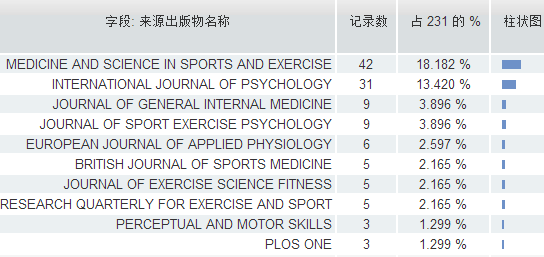 字段: 来源出版物名称 记录数 占 231 的 % 柱状图
MEDICINE AND SCIENCE IN SPORTS AND EXERCISE 42 18.182 %
INTERNATIONAL JOURNAL OF PSYCHOLOGY 31 13.420 %
JOURNAL OF GENERAL INTERNAL MEDICINE 9 3.896 %
JOURNAL OF SPORT EXERCISE PSYCHOLOGY 9 3.896 %
EUROPEAN JOURNAL OF APPLIED PHYSIOLOGY 6 2.597 %
BRITISH JOURNAL OF SPORTS MEDICINE 5 2.165 %
JOURNAL OF EXERCISE SCIENCE FITNESS 5 2.165 %
RESEARCH QUARTERLY FOR EXERCISE AND SPORT 5 2.165 %
PERCEPTUAL AND MOTOR SKILLS 3 1.299 %
PLOS ONE 3 1.299 %